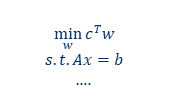 min c^T w
w
s.t. Ax = b
....